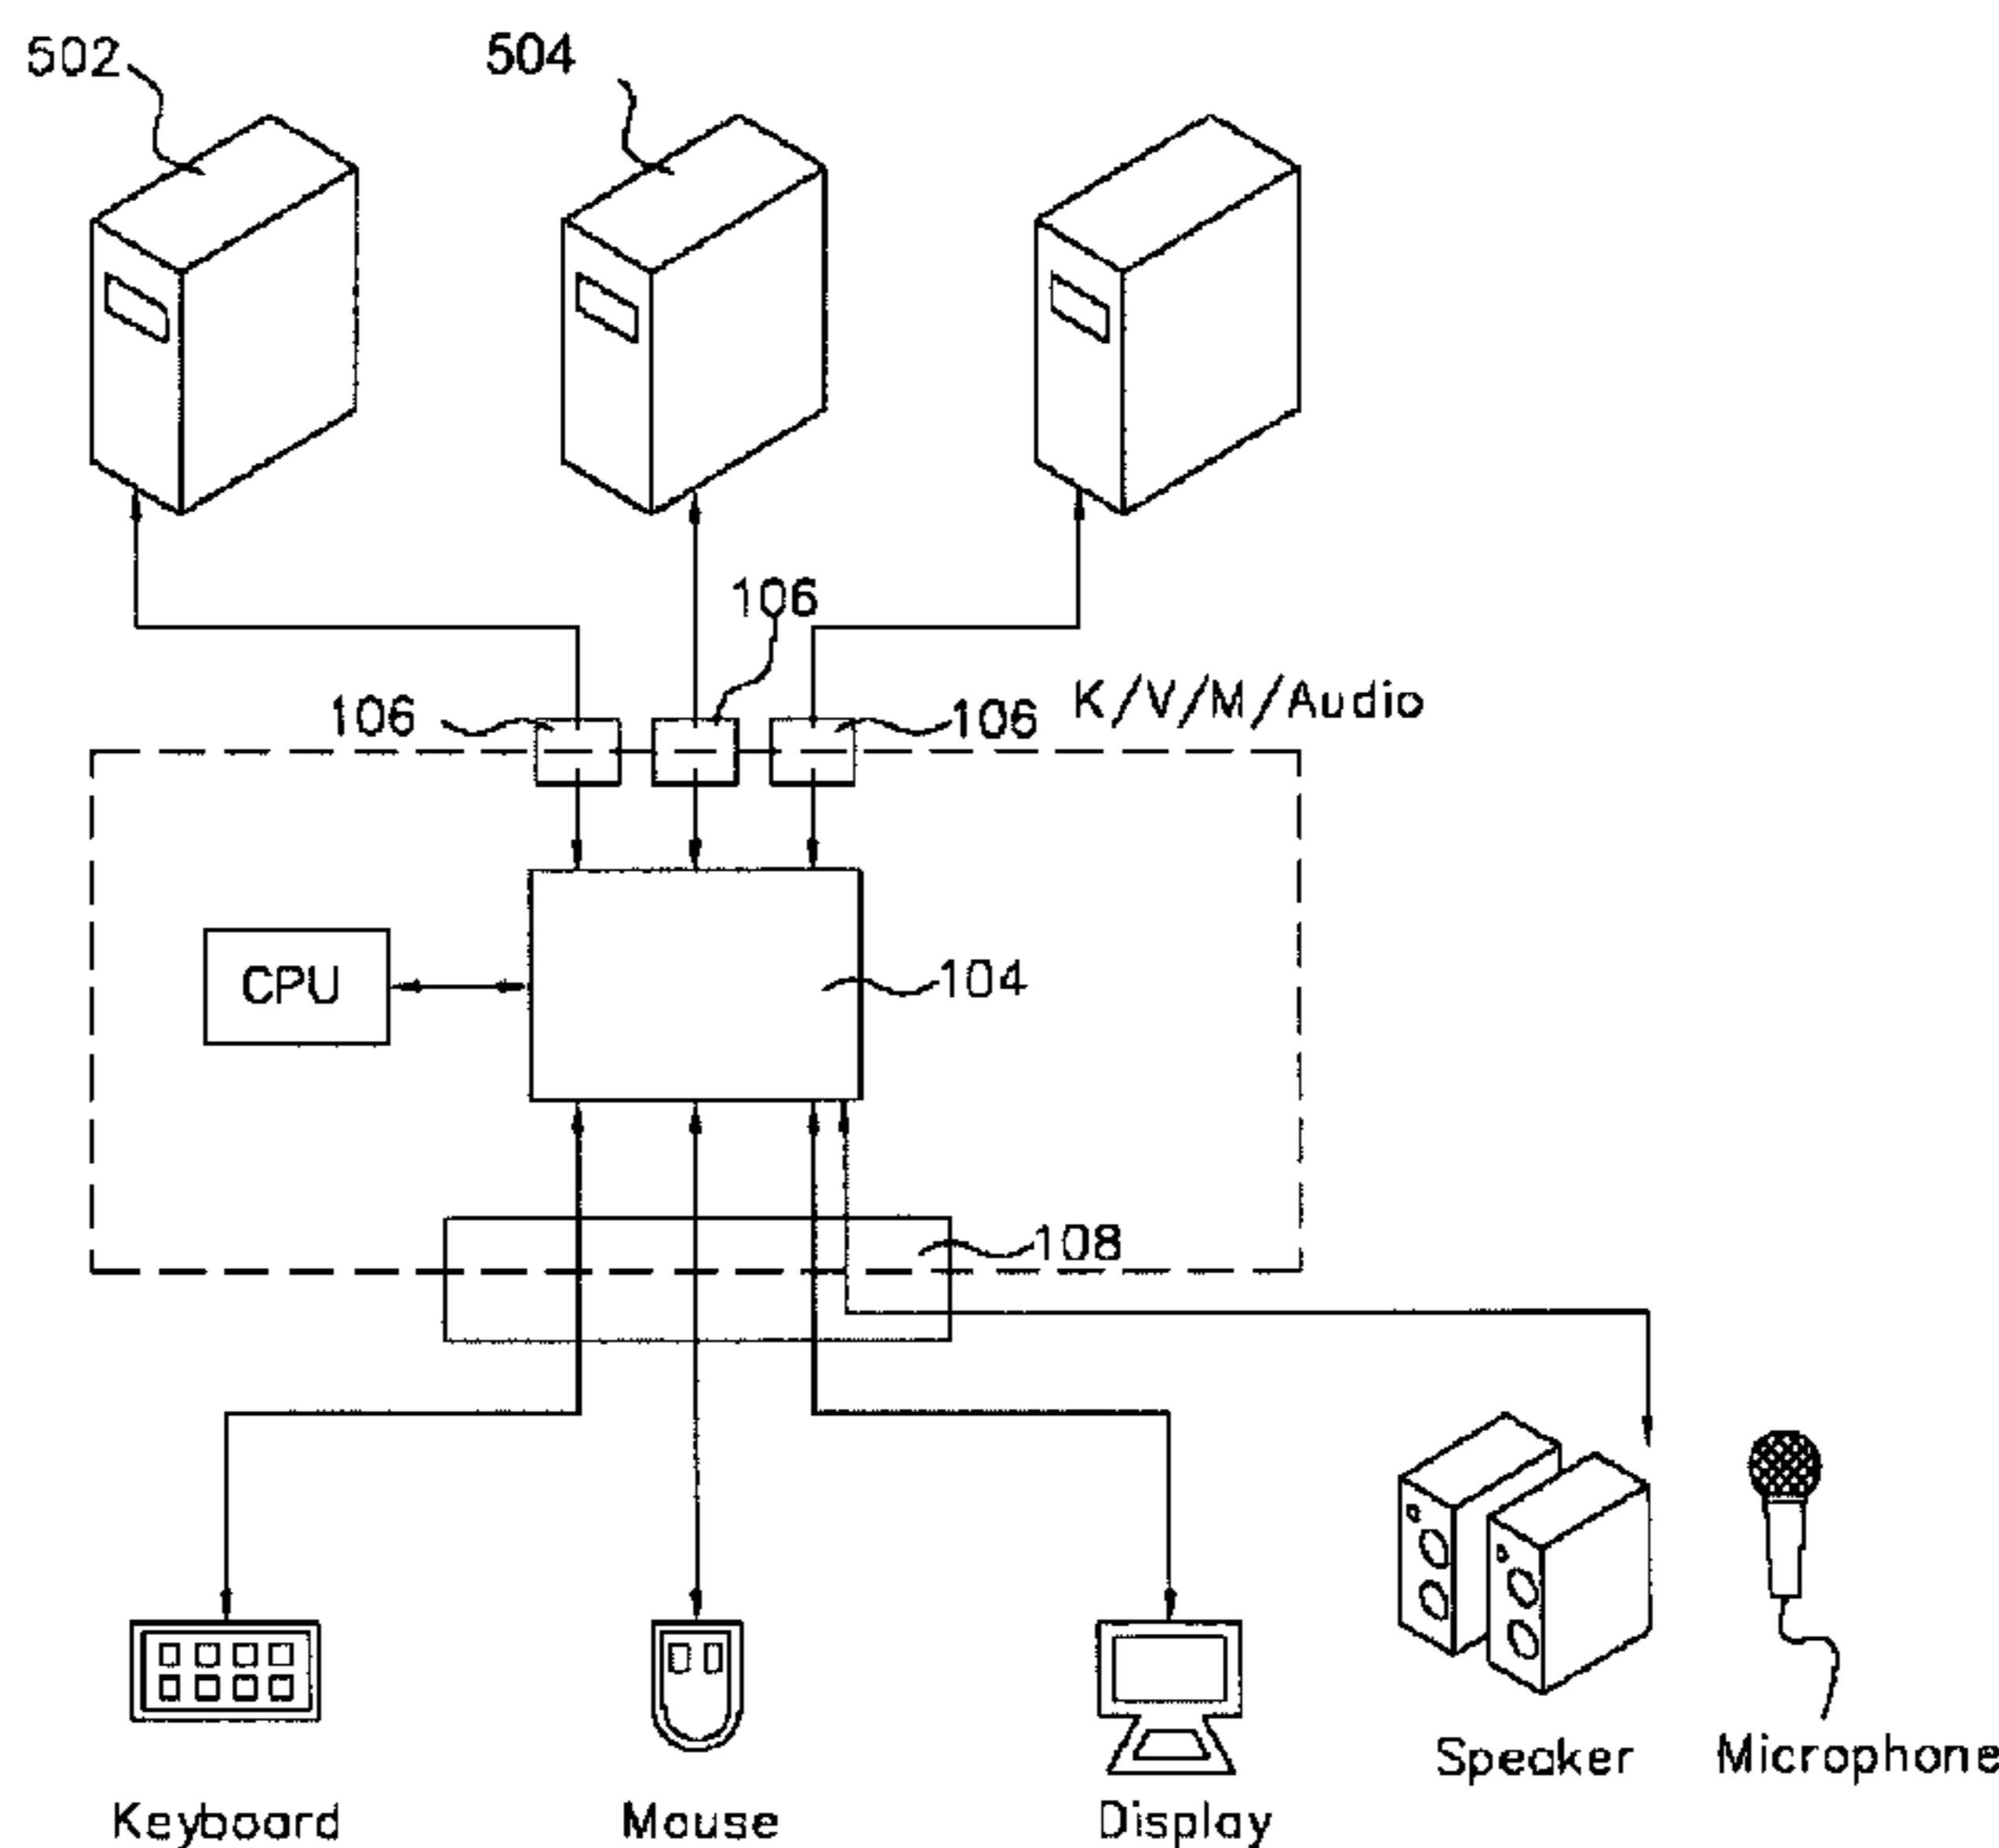 502
504
106
106
106
K/V/M/Audio
CPU
104
108
Speaker
Microphone
Keyboard
Mouse
Display